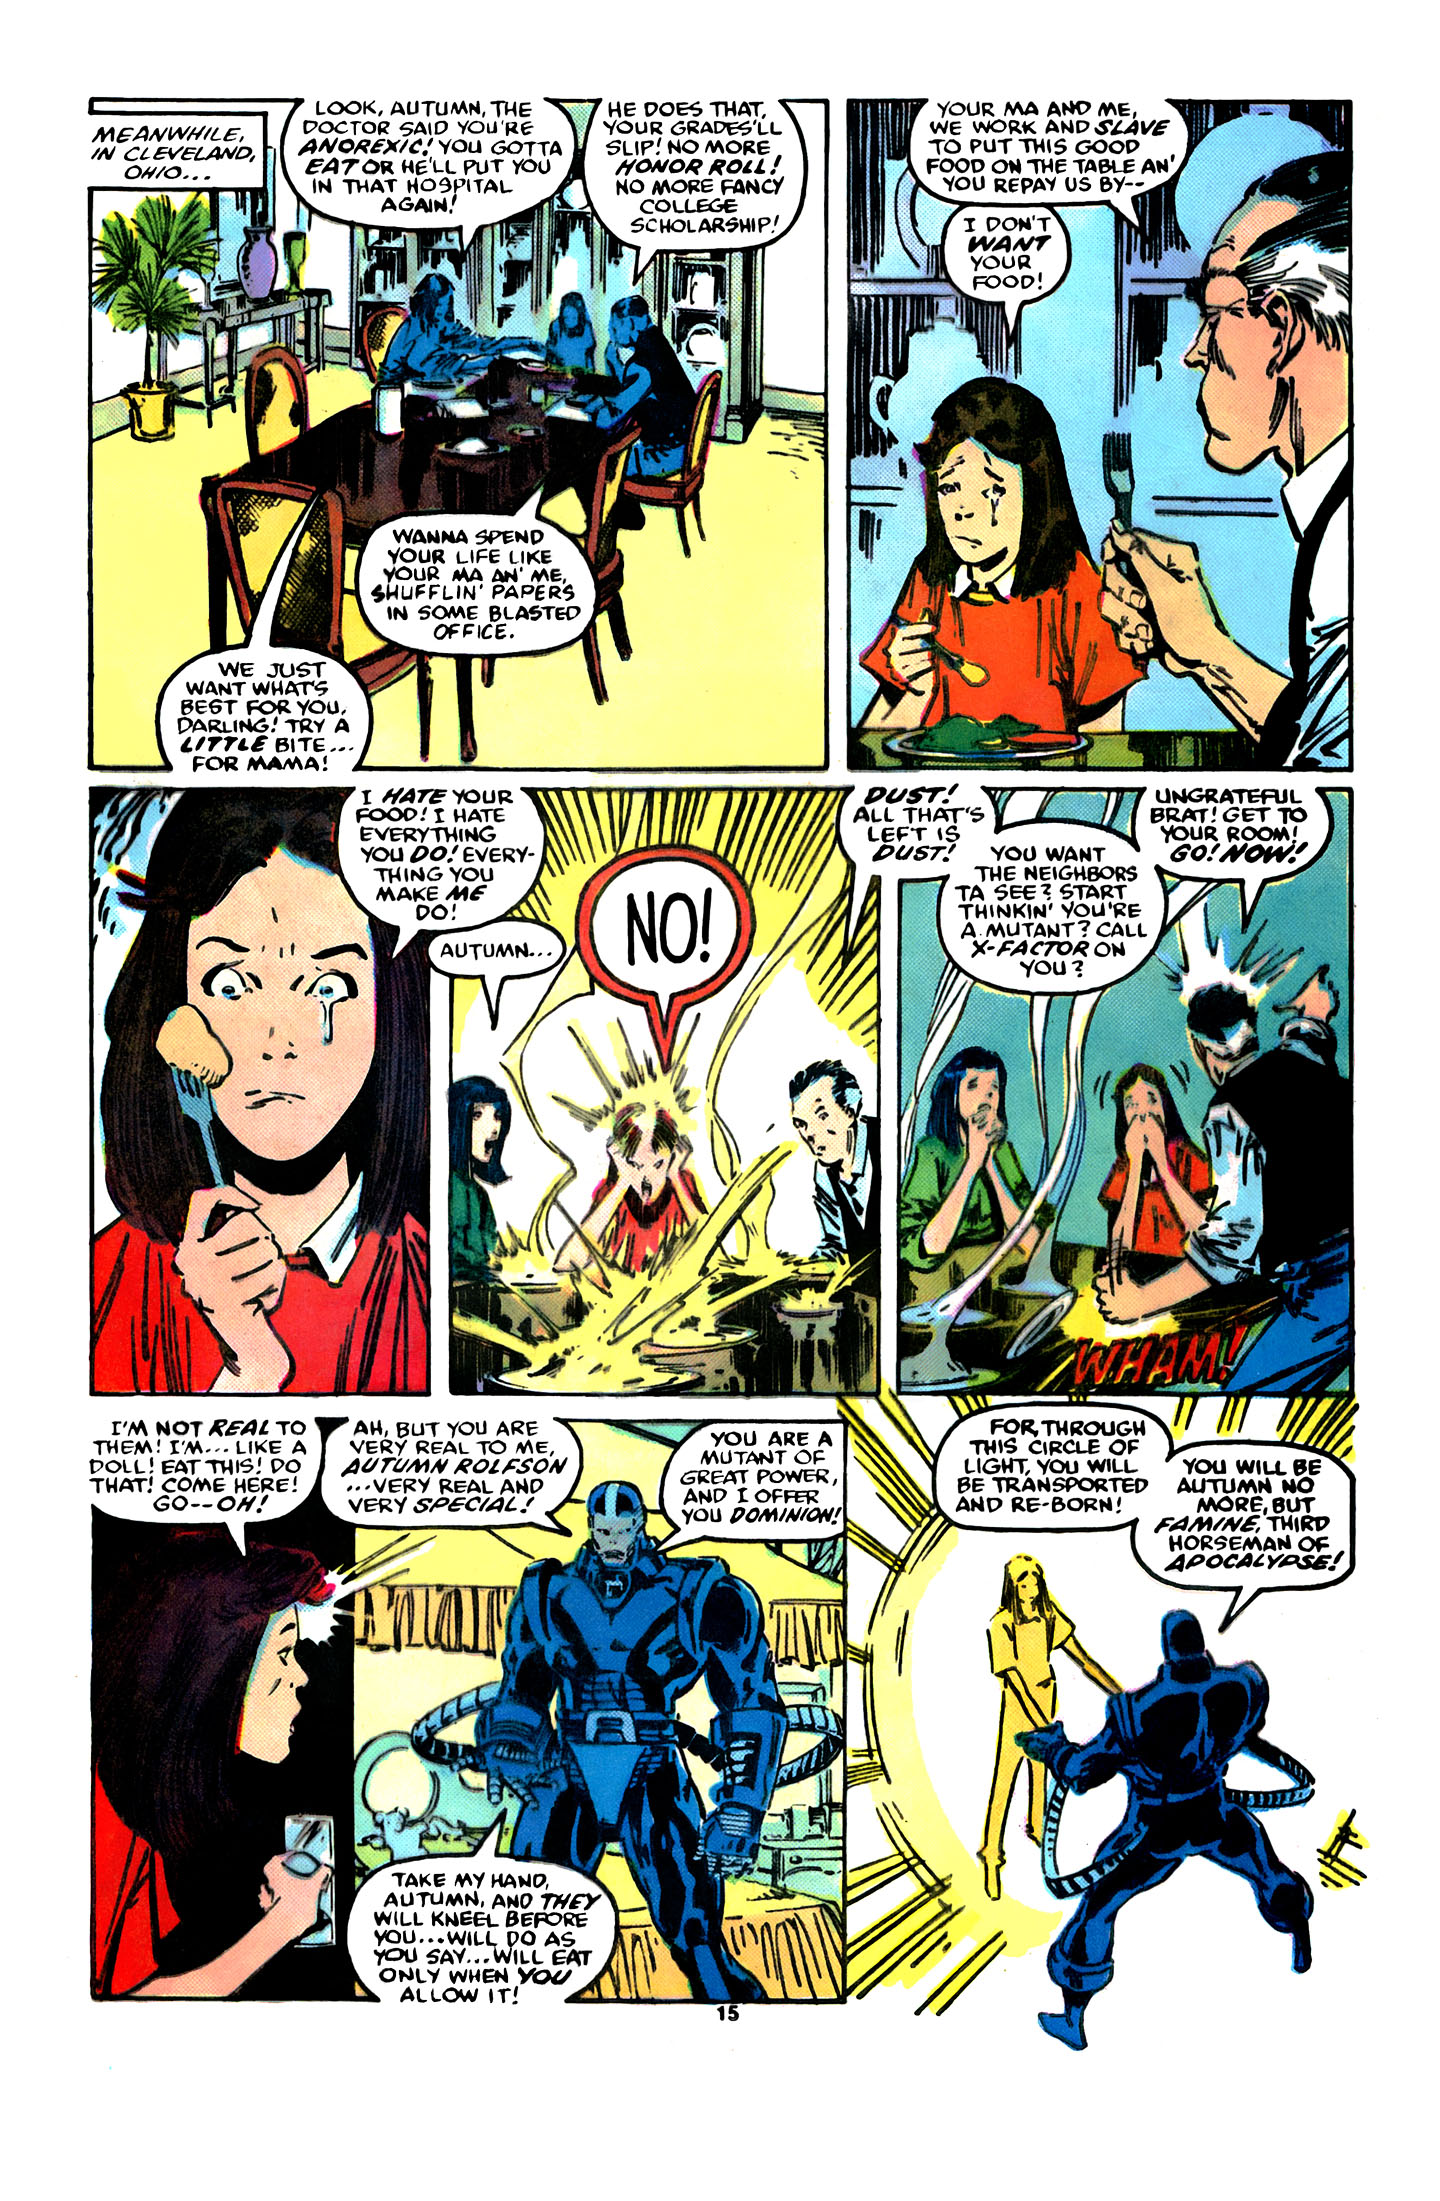 MEANWHILE,
IN CLEVELAND,
OHIO...
LOOK, AUTUMN, THE
DOCTOR SAID YOU'RE
ANOREXIC! YOU GOTTA
EAT OR HE'LL PUT YOU
IN THAT HOSPITAL
AGAIN!
HE DOES THAT,
YOUR GRADES'LL
SLIP! NO MORE
HONOR ROLL!
NO MORE FANCY
COLLEGE
SCHOLARSHIP!
WANNA SPEND
YOUR LIFE LIKE
YOUR MA AN' ME,
SHUFFLIN' PAPERS
IN SOME BLASTED
OFFICE.
WE JUST
WANT WHAT'S
BEST FOR YOU,
DARLING! TRY A
LITTLE BITE...
FOR MAMA!
YOUR MA AND ME,
WE WORK AND SLAVE
TO PUT THIS GOOD
FOOD ON THE TABLE AN'
YOU REPAY US BY--
I DON'T
WANT
YOUR
FOOD!
I HATE YOUR
FOOD! I HATE
EVERYTHING
YOU DO! EVERY-
THING YOU
MAKE ME
DO!
AUTUMN...
NO!
DUST!
ALL THAT'S
LEFT IS
DUST!
YOU WANT
THE NEIGHBORS
TA SEE? START
THINKIN' YOU'RE
A MUTANT? CALL
X-FACTOR ON
YOU?
UNGRATEFUL
BRAT! GET TO
YOUR ROOM!
GO! NOW!
WHAM!
I'M NOT REAL TO
THEM! I'M... LIKE A
DOLL! EAT THIS! DO
THAT! COME HERE!
GO--OH!
AH, BUT YOU ARE
VERY REAL TO ME,
AUTUMN ROLFSON
...VERY REAL AND
VERY SPECIAL!
YOU ARE A
MUTANT OF
GREAT POWER,
AND I OFFER
YOU DOMINION!
TAKE MY HAND,
AUTUMN, AND THEY
WILL KNEEL BEFORE
YOU...WILL DO AS
YOU SAY...WILL EAT
ONLY WHEN YOU
ALLOW IT!
FOR, THROUGH
THIS CIRCLE OF
LIGHT, YOU WILL
BE TRANSPORTED
AND RE-BORN!
YOU WILL BE
AUTUMN NO
MORE, BUT
FAMINE, THIRD
HORSEMAN OF
APOCALYPSE!
15